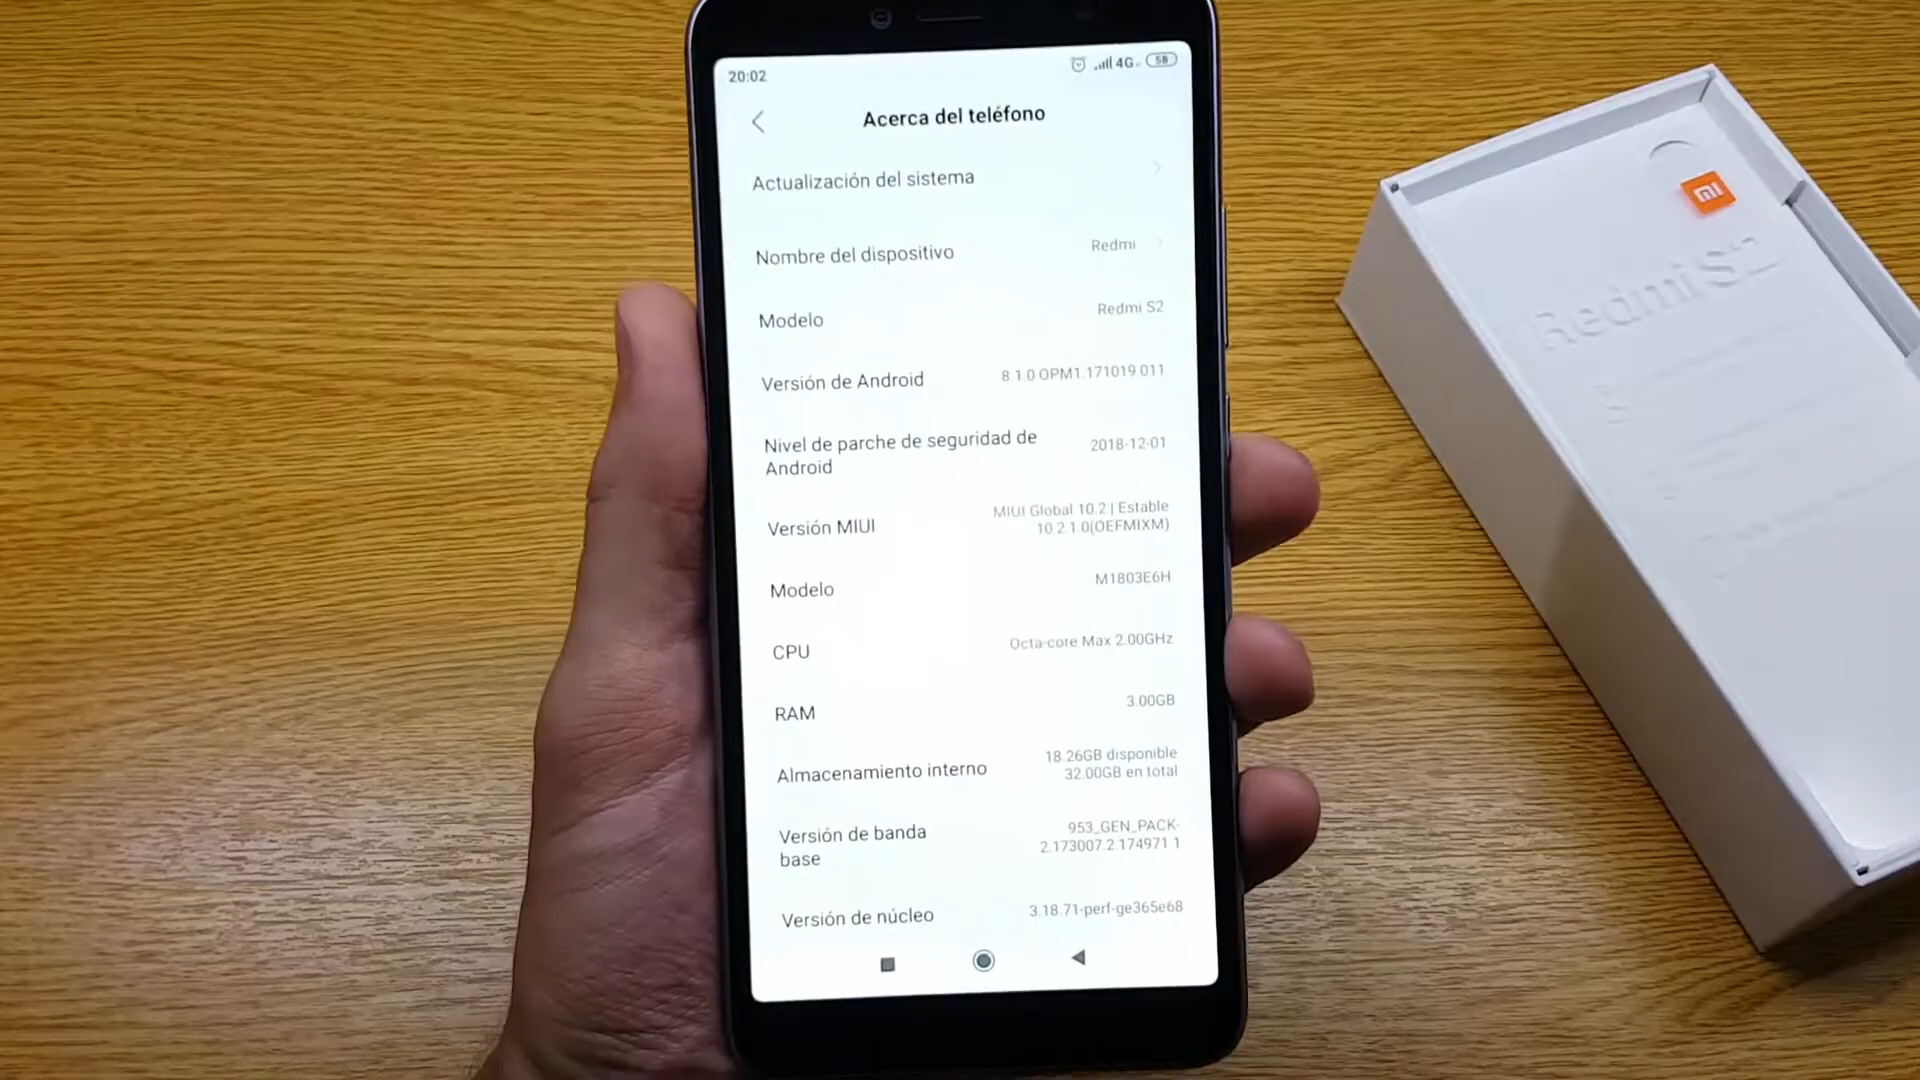 20:02
4G
58
Acerca del teléfono
Actualización del sistema
Nombre del dispositivo
Redmi
Modelo
Redmi S2
Versión de Android
8.1.0 OPM1.171019.011
Nivel de parche de seguridad de
Android
2018-12-01
Versión MIUI
MIUI Global 10.2 | Estable
10.2.1.0(OEFMIXM)
Modelo
M1803E6H
CPU
Octa-core Max 2.00GHz
RAM
3.00GB
Almacenamiento interno
18.26GB disponible
32.00GB en total
Versión de banda
base
953_GEN_PACK-
2.173007.2.174971.1
Versión de núcleo
3.18.71-perf-ge365e68
mi
Redmi S2